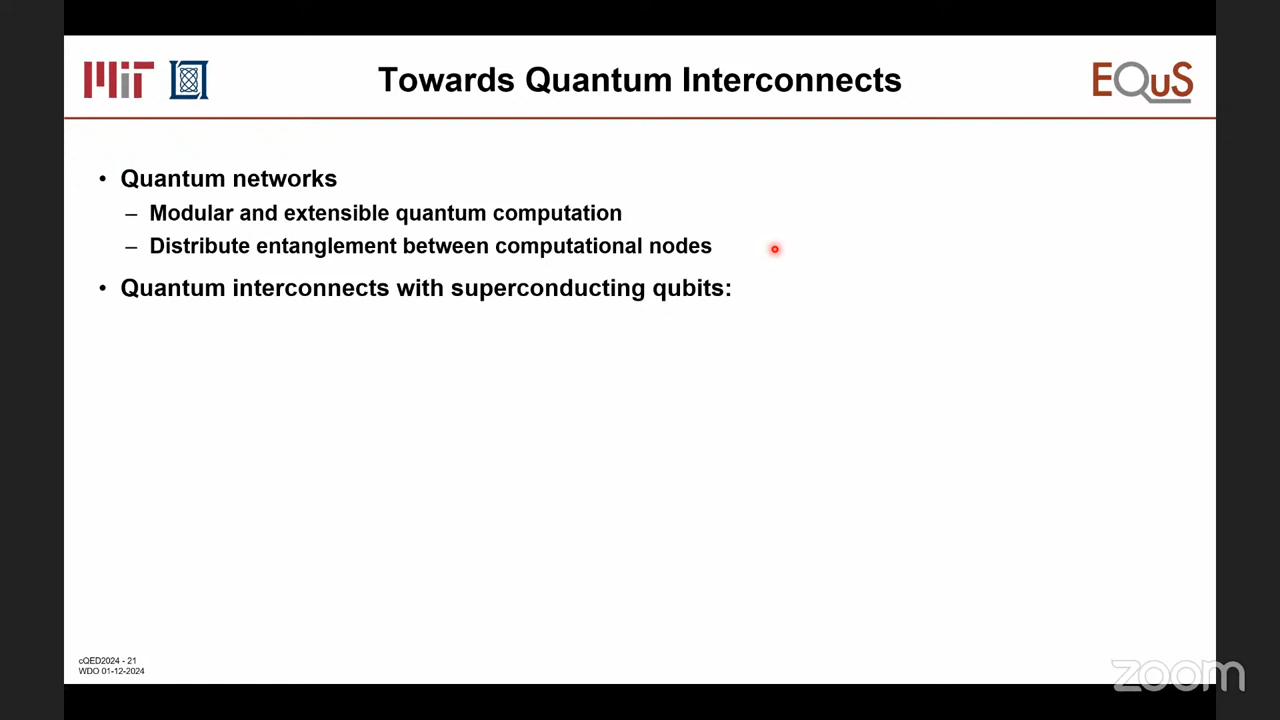 MIT
Towards Quantum Interconnects
EQuS
• Quantum networks
– Modular and extensible quantum computation
– Distribute entanglement between computational nodes
• Quantum interconnects with superconducting qubits:
cQED2024 - 21
WDO 01-12-2024
zoom